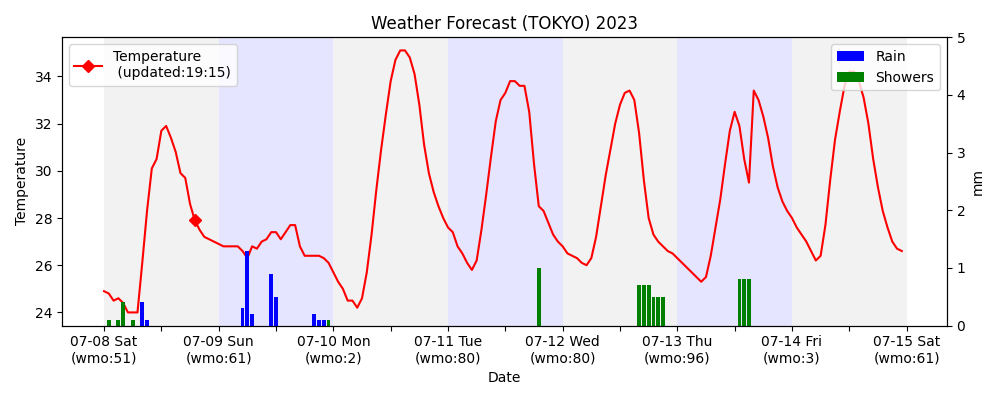 Weather Forecast (TOKYO) 2023
Temperature
(updated:19:15)
Rain
Showers
Temperature
34
32
30
28
26
24
5
4
3
2
1
0
mm
07-08 Sat
(wmo:51)
07-09 Sun
(wmo:61)
07-10 Mon
(wmo:2)
07-11 Tue
(wmo:80)
07-12 Wed
(wmo:80)
07-13 Thu
(wmo:96)
07-14 Fri
(wmo:3)
07-15 Sat
(wmo:61)
Date